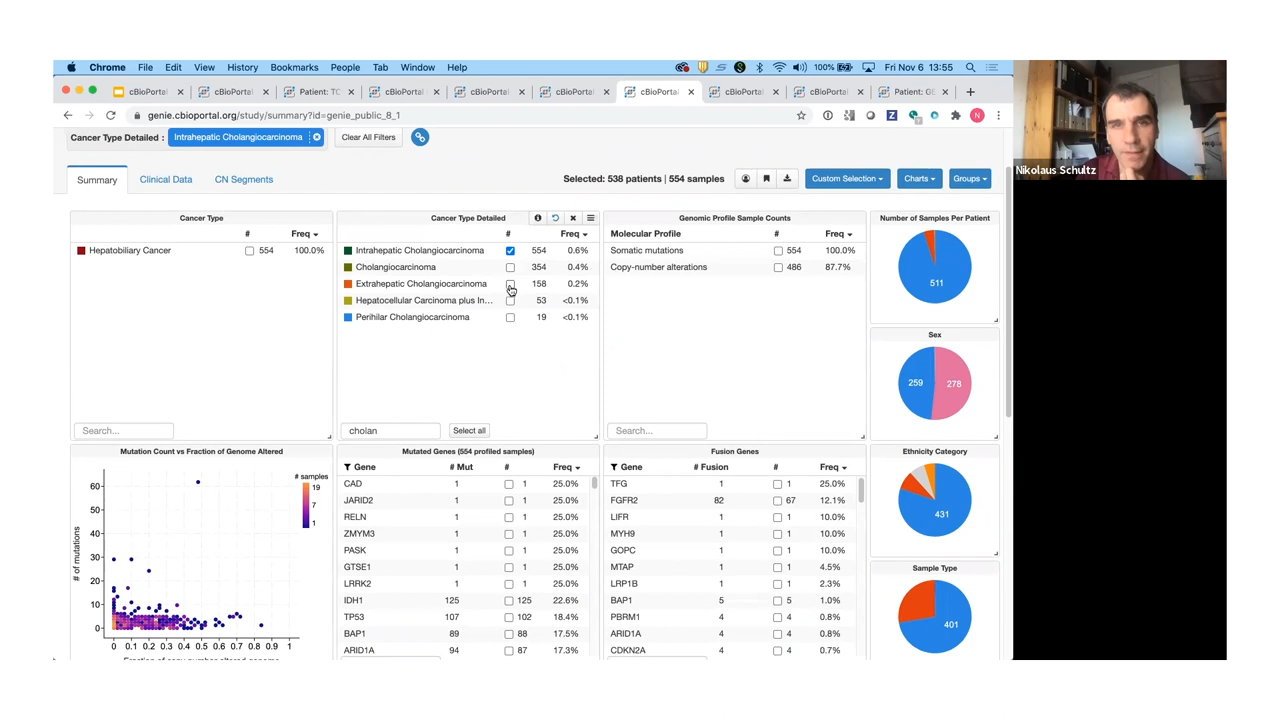 Chrome File Edit View History Bookmarks People Tab Window Help 100% Fri Nov 6 13:55
cBioPortal cBioPortal Patient: TC cBioPortal cBioPortal cBioPortal cBioPortal cBioPortal cBioPortal Patient: GE
genie.cbioportal.org/study/summary?id=genie_public_8_1
Cancer Type Detailed : Intrahepatic Cholangiocarcinoma Clear All Filters
Nikolaus Schultz
Summary Clinical Data CN Segments Selected: 538 patients | 554 samples Custom Selection Charts Groups
Cancer Type
# Freq
Hepatobiliary Cancer 554 100.0%
Search...
Cancer Type Detailed
# Freq
Intrahepatic Cholangiocarcinoma 554 0.6%
Cholangiocarcinoma 354 0.4%
Extrahepatic Cholangiocarcinoma 158 0.2%
Hepatocellular Carcinoma plus In... 53 <0.1%
Perihilar Cholangiocarcinoma 19 <0.1%
cholan Select all
Genomic Profile Sample Counts
Molecular Profile # Freq
Somatic mutations 554 100.0%
Copy-number alterations 486 87.7%
Search...
Number of Samples Per Patient
511
Sex
259 278
Mutation Count vs Fraction of Genome Altered
# samples
19
7
1
# of mutations
60
50
40
30
20
10
0
0 0.1 0.2 0.3 0.4 0.5 0.6 0.7 0.8 0.9 1
Fraction of copy number altered genome
Mutated Genes (554 profiled samples)
Gene # Mut # Freq
CAD 1 1 25.0%
JARID2 1 1 25.0%
RELN 1 1 25.0%
ZMYM3 1 1 25.0%
PASK 1 1 25.0%
GTSE1 1 1 25.0%
LRRK2 1 1 25.0%
IDH1 125 125 22.6%
TP53 107 102 18.4%
BAP1 89 88 17.5%
ARID1A 94 87 17.3%
Fusion Genes
Gene # Fusion # Freq
TFG 1 1 25.0%
FGFR2 82 67 12.1%
LIFR 1 1 10.0%
MYH9 1 1 10.0%
GOPC 1 1 10.0%
MTAP 1 1 4.5%
LRP1B 1 1 2.3%
BAP1 5 5 1.0%
PBRM1 4 4 0.8%
ARID1A 4 4 0.8%
CDKN2A 4 4 0.7%
Ethnicity Category
431
Sample Type
401